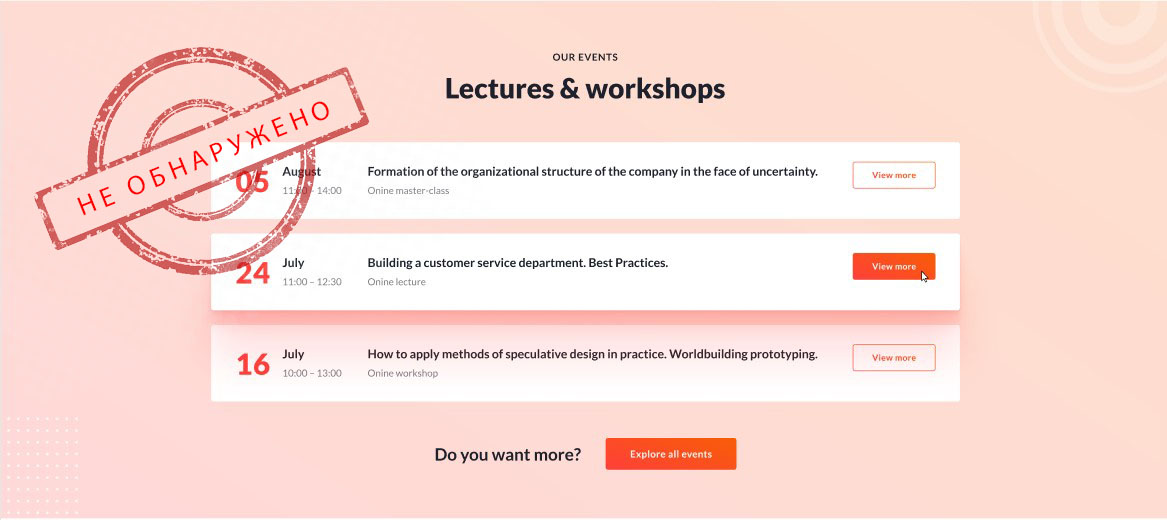 OUR EVENTS
Lectures & workshops
НЕ ОБНАРУЖЕНО
05 August
11:00 - 14:00
Formation of the organizational structure of the company in the face of uncertainty.
Onine master-class
View more
24 July
11:00 – 12:30
Building a customer service department. Best Practices.
Onine lecture
View more
16 July
10:00 – 13:00
How to apply methods of speculative design in practice. Worldbuilding prototyping.
Onine workshop
View more
Do you want more?
Explore all events